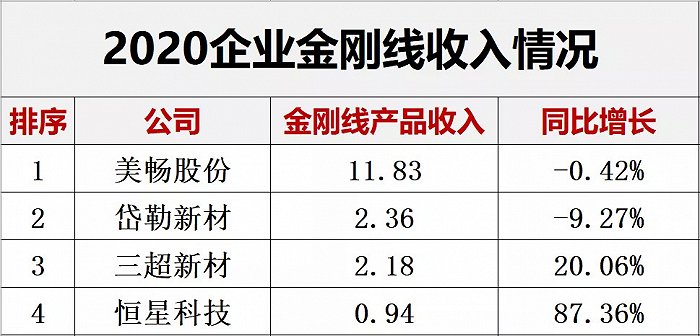 2020企业金刚线收入情况
排序 公司 金刚线产品收入 同比增长
1 美畅股份 11.83 -0.42%
2 岱勒新材 2.36 -9.27%
3 三超新材 2.18 20.06%
4 恒星科技 0.94 87.36%